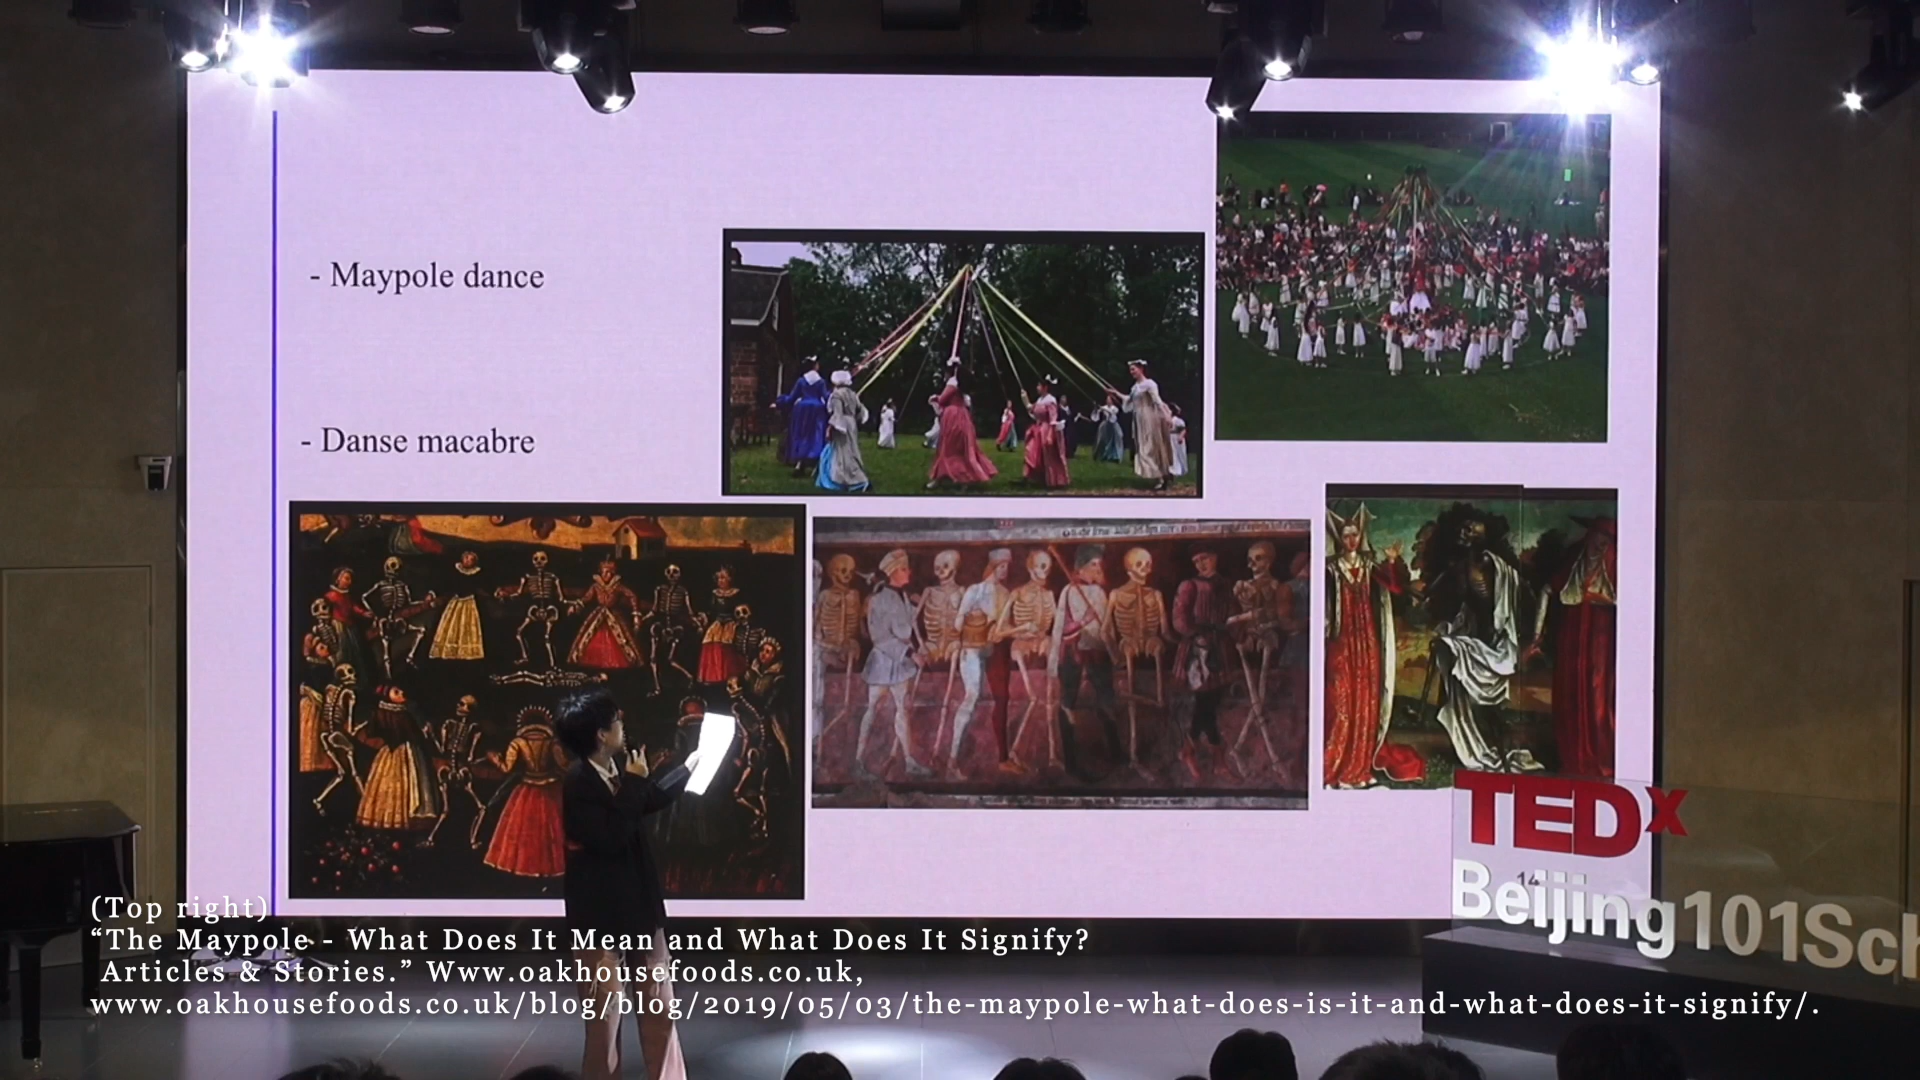 - Maypole dance
- Danse macabre
TEDx
14
Beijing101Sch
(Top right)
“The Maypole - What Does It Mean and What Does It Signify?
Articles & Stories.” Www.oakhousefoods.co.uk,
www.oakhousefoods.co.uk/blog/blog/2019/05/03/the-maypole-what-does-is-it-and-what-does-it-signify/.